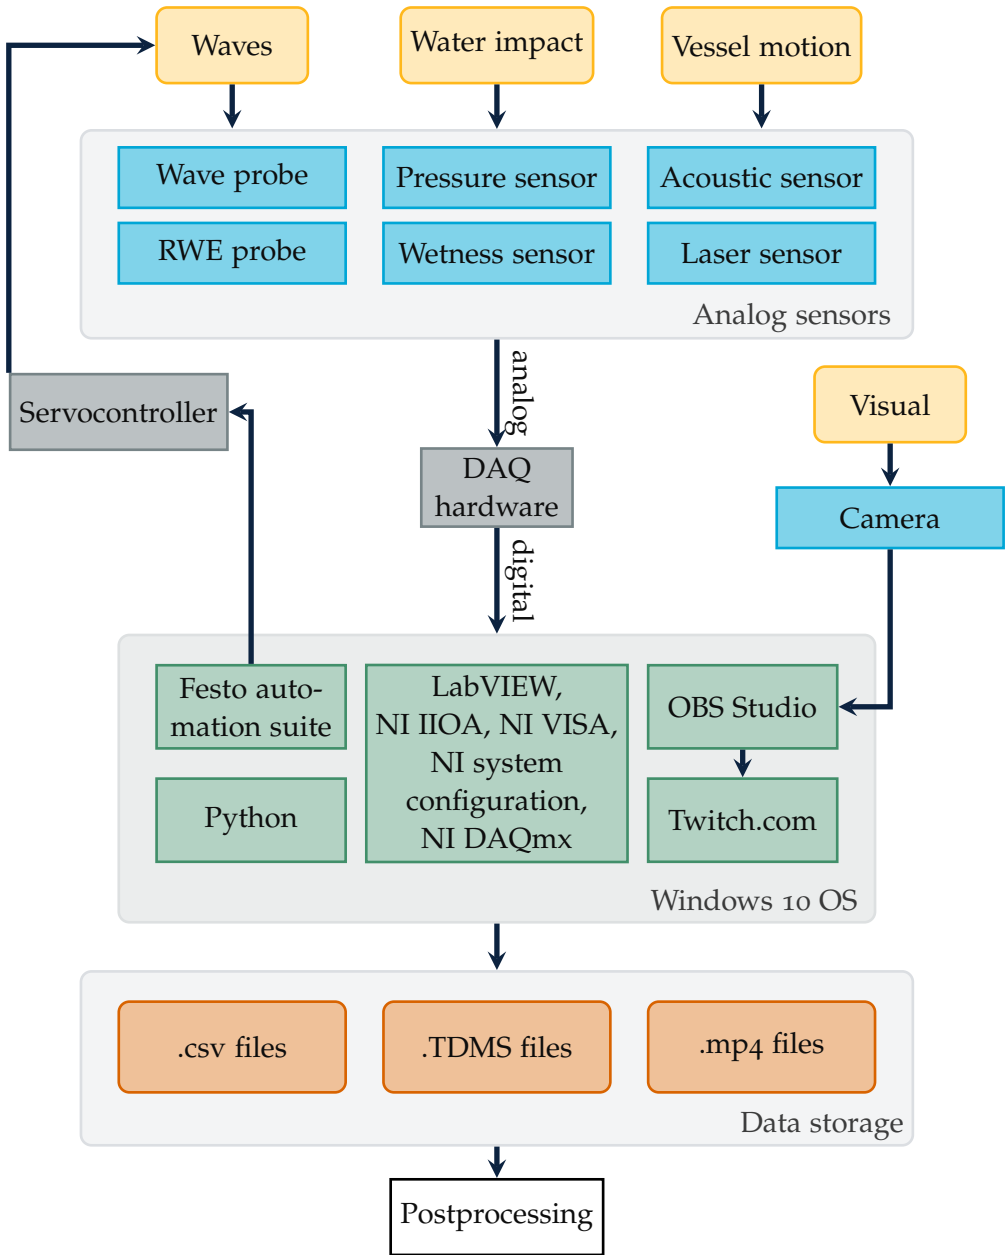 Waves
Water impact
Vessel motion
Wave probe
Pressure sensor
Acoustic sensor
RWE probe
Wetness sensor
Laser sensor
Analog sensors
analog
Servocontroller
Visual
DAQ
hardware
Camera
digital
Festo auto-
mation suite
LabVIEW,
NI IIOA, NI VISA,
NI system
configuration,
NI DAQmx
OBS Studio
Python
Twitch.com
Windows 10 OS
.csv files
.TDMS files
.mp4 files
Data storage
Postprocessing